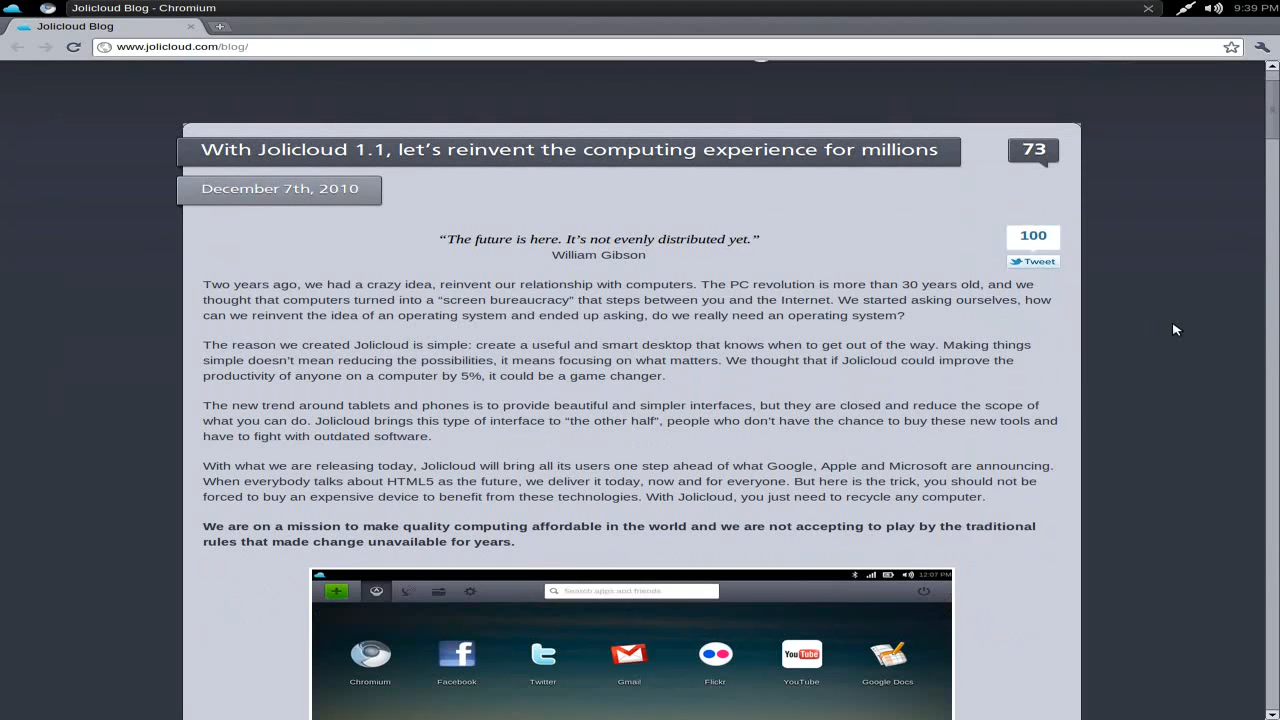 Jolicloud Blog - Chromium
9:39 PM
Jolicloud Blog
www.jolicloud.com/blog/
With Jolicloud 1.1, let’s reinvent the computing experience for millions
73
December 7th, 2010
“The future is here. It’s not evenly distributed yet.”
William Gibson
100
Tweet
Two years ago, we had a crazy idea, reinvent our relationship with computers. The PC revolution is more than 30 years old, and we
thought that computers turned into a “screen bureaucracy” that steps between you and the Internet. We started asking ourselves, how
can we reinvent the idea of an operating system and ended up asking, do we really need an operating system?
The reason we created Jolicloud is simple: create a useful and smart desktop that knows when to get out of the way. Making things
simple doesn’t mean reducing the possibilities, it means focusing on what matters. We thought that if Jolicloud could improve the
productivity of anyone on a computer by 5%, it could be a game changer.
The new trend around tablets and phones is to provide beautiful and simpler interfaces, but they are closed and reduce the scope of
what you can do. Jolicloud brings this type of interface to “the other half”, people who don’t have the chance to buy these new tools and
have to fight with outdated software.
With what we are releasing today, Jolicloud will bring all its users one step ahead of what Google, Apple and Microsoft are announcing.
When everybody talks about HTML5 as the future, we deliver it today, now and for everyone. But here is the trick, you should not be
forced to buy an expensive device to benefit from these technologies. With Jolicloud, you just need to recycle any computer.
We are on a mission to make quality computing affordable in the world and we are not accepting to play by the traditional
rules that made change unavailable for years.
12:07 PM
Search apps and friends
You Tube
Chromium Facebook Twitter Gmail Flickr YouTube Google Docs